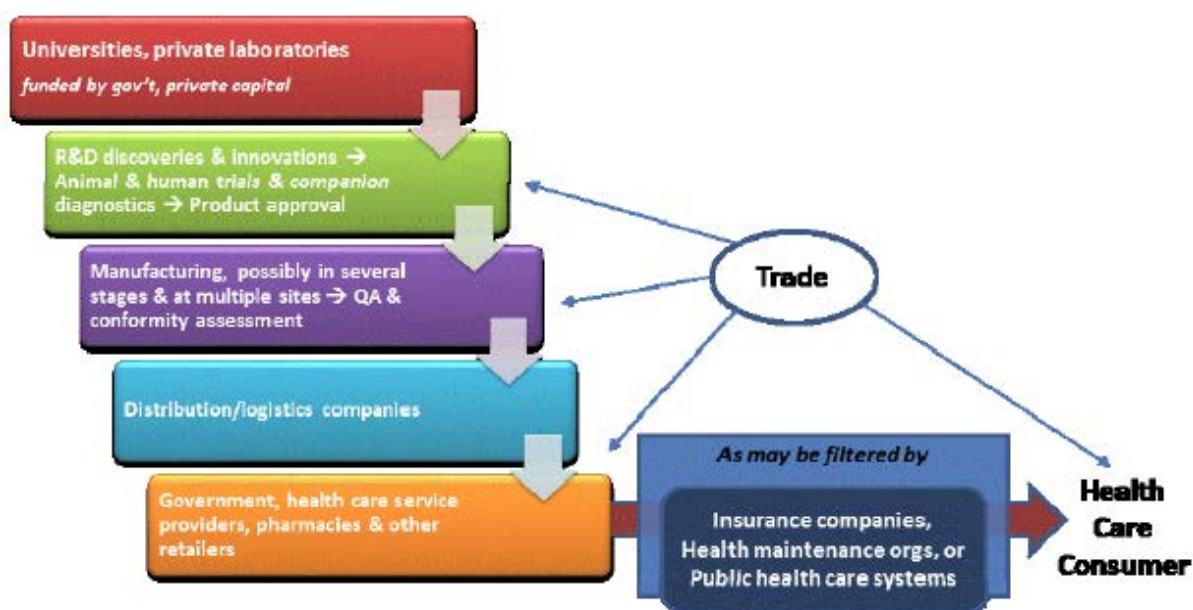 Universities, private laboratories
funded by gov't, private capital
R&D discoveries & innovations →
Animal & human trials & companion
diagnostics → Product approval
Manufacturing, possibly in several
stages & at multiple sites → QA &
conformity assessment
Trade
Distribution/logistics companies
Government, health care service
providers, pharmacies & other
retailers
As may be filtered by
Insurance companies,
Health maintenance orgs, or
Public health care systems
Health
Care
Consumer